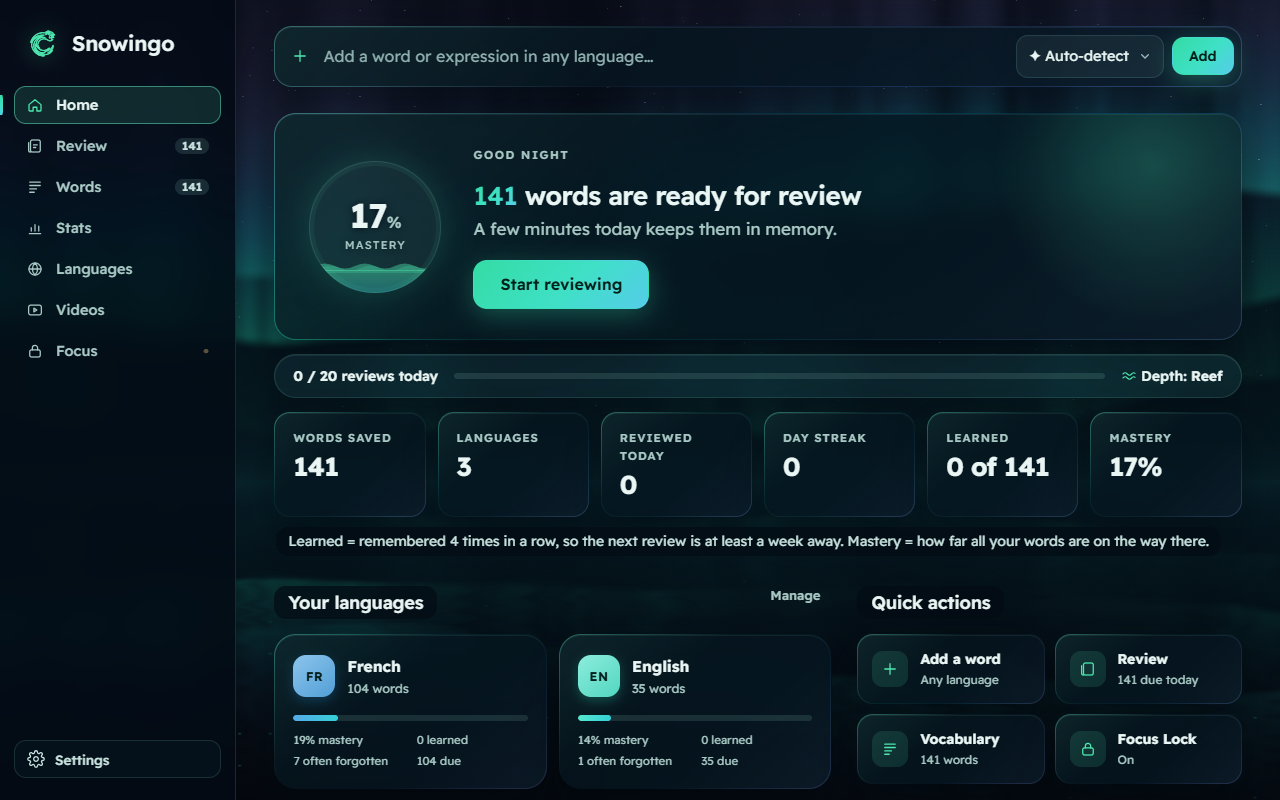 Snowingo
Home
Review 141
Words 141
Stats
Languages
Videos
Focus
Settings
Add a word or expression in any language...
Auto-detect
Add
17%
MASTERY
GOOD NIGHT
141 words are ready for review
A few minutes today keeps them in memory.
Start reviewing
0 / 20 reviews today
Depth: Reef
WORDS SAVED
141
LANGUAGES
3
REVIEWED
TODAY
0
DAY STREAK
0
LEARNED
0 of 141
MASTERY
17%
Learned = remembered 4 times in a row, so the next review is at least a week away. Mastery = how far all your words are on the way there.
Your languages
Manage
FR
French
104 words
19% mastery
0 learned
7 often forgotten
104 due
EN
English
35 words
14% mastery
0 learned
1 often forgotten
35 due
Quick actions
Add a word
Any language
Review
141 due today
Vocabulary
141 words
Focus Lock
On